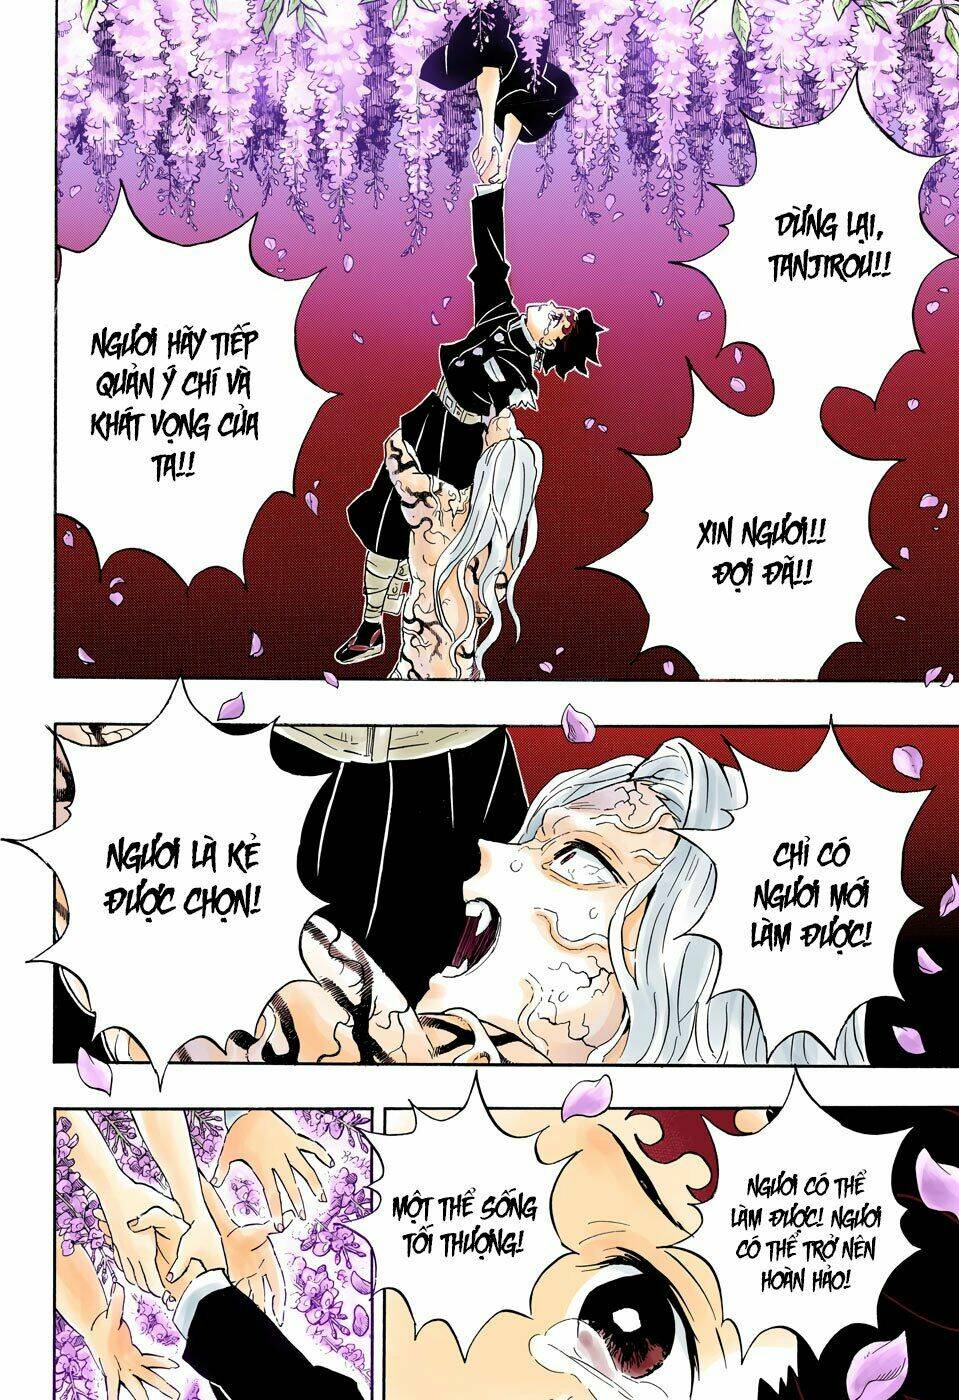 DỪNG LẠI,
TANJIROU!!
XIN NGƯƠI!!
ĐỢI ĐÃ!!
NGƯƠI HÃY TIẾP
QUẢN Ý CHÍ VÀ
KHÁT VỌNG CỦA
TA!!
CHỈ CÓ
NGƯƠI MỚI
LÀM ĐƯỢC!
NGƯƠI LÀ KẺ
ĐƯỢC CHỌN!
NGƯƠI CÓ THỂ
LÀM ĐƯỢC! NGƯƠI
CÓ THỂ TRỞ NÊN
HOÀN HẢO!
MỘT THỂ SỐNG
TỐI THƯỢNG!